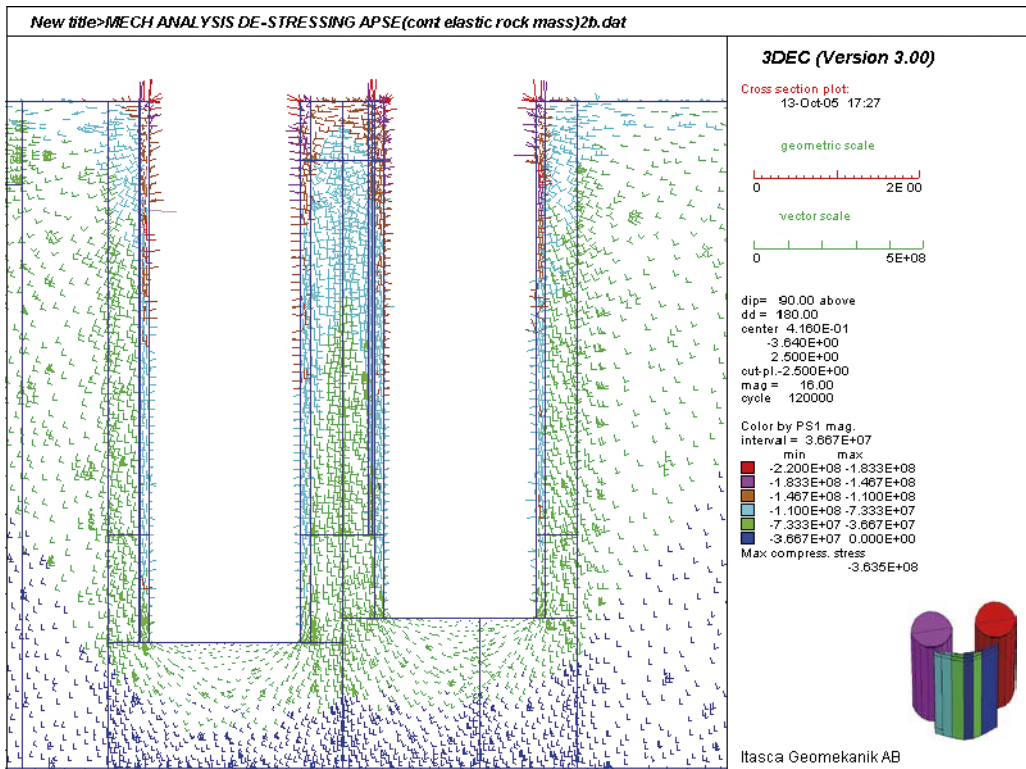 New title>MECH ANALYSIS DE-STRESSING APSE(cont elastic rock mass)2b.dat
3DEC (Version 3.00)
Cross section plot:
13-Oct-05 17:27
geometric scale
0 2E 00
vector scale
0 5E+08
dip= 90.00 above
dd = 180.00
center 4.160E-01
-3.640E+00
2.500E+00
cut-pl.-2.500E+00
mag = 16.00
cycle 120000
Color by PS1 mag.
interval = 3.667E+07
min max
-2.200E+08 -1.833E+08
-1.833E+08 -1.467E+08
-1.467E+08 -1.100E+08
-1.100E+08 -7.333E+07
-7.333E+07 -3.667E+07
-3.667E+07 0.000E+00
Max compress. stress
-3.635E+08
Itasca Geomekanik AB